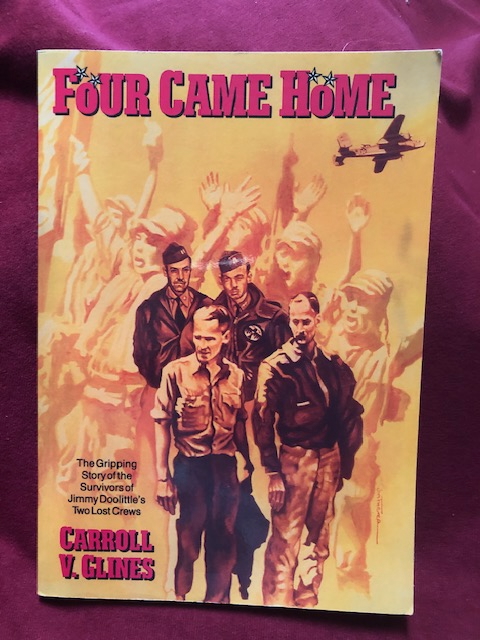 FOUR CAME HOME
The Gripping
Story of the
Survivors of
Jimmy Doolittle's
Two Lost Crews
CARROLL
V. GLINES